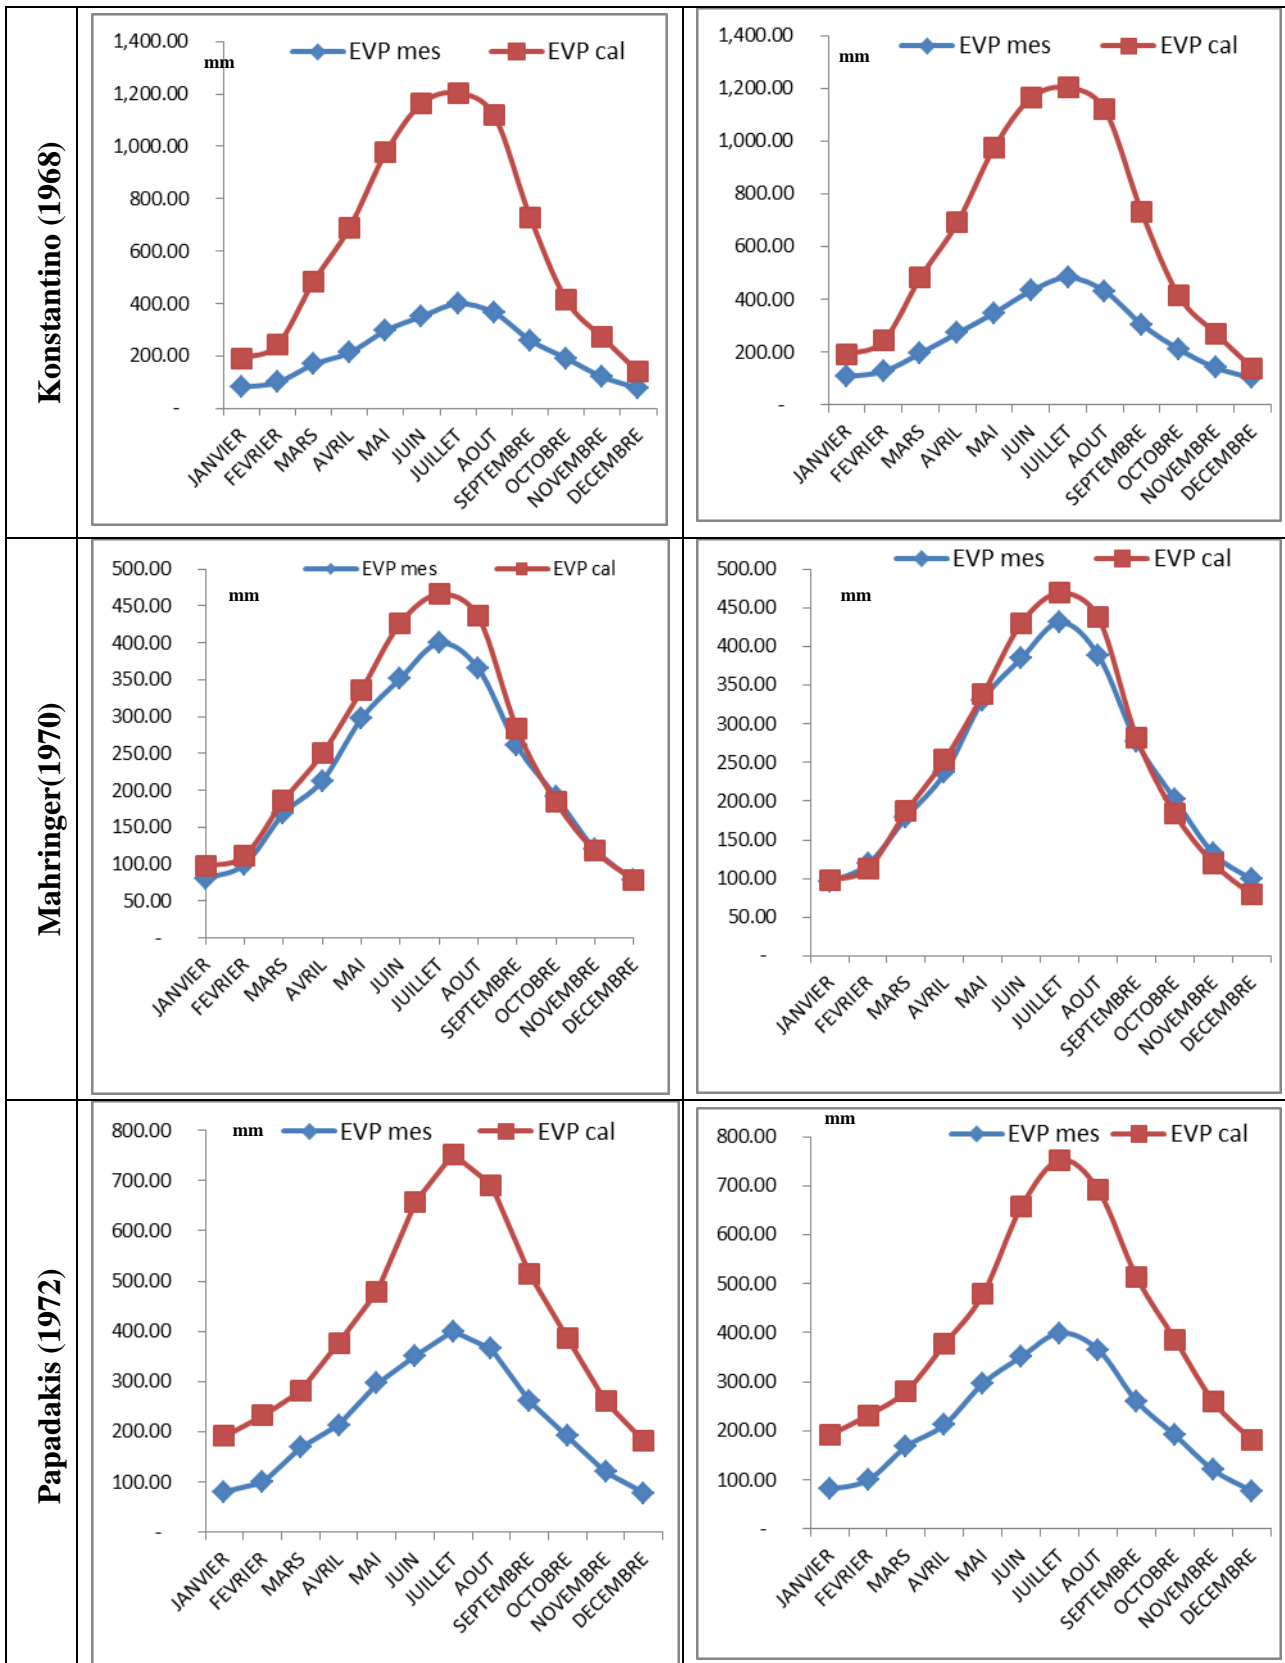 Konstantino (1968)
EVP mes EVP cal
mm
1,400.00
1,200.00
1,000.00
800.00
600.00
400.00
200.00
-
JANVIER
FEVRIER
MARS
AVRIL
MAI
JUIN
JUILLET
AOUT
SEPTEMBRE
OCTOBRE
NOVEMBRE
DECEMBRE
EVP mes EVP cal
mm
1,400.00
1,200.00
1,000.00
800.00
600.00
400.00
200.00
-
JANVIER
FEVRIER
MARS
AVRIL
MAI
JUIN
JUILLET
AOUT
SEPTEMBRE
OCTOBRE
NOVEMBRE
DECEMBRE
Mahringer(1970)
EVP mes EVP cal
mm
500.00
450.00
400.00
350.00
300.00
250.00
200.00
150.00
100.00
50.00
-
JANVIER
FEVRIER
MARS
AVRIL
MAI
JUIN
JUILLET
AOUT
SEPTEMBRE
OCTOBRE
NOVEMBRE
DECEMBRE
EVP mes EVP cal
mm
500.00
450.00
400.00
350.00
300.00
250.00
200.00
150.00
100.00
50.00
-
JANVIER
FEVRIER
MARS
AVRIL
MAI
JUIN
JUILLET
AOUT
SEPTEMBRE
OCTOBRE
NOVEMBRE
DECEMBRE
Papadakis (1972)
mm EVP mes EVP cal
800.00
700.00
600.00
500.00
400.00
300.00
200.00
100.00
-
JANVIER
FEVRIER
MARS
AVRIL
MAI
JUIN
JUILLET
AOUT
SEPTEMBRE
OCTOBRE
NOVEMBRE
DECEMBRE
mm
EVP mes EVP cal
800.00
700.00
600.00
500.00
400.00
300.00
200.00
100.00
-
JANVIER
FEVRIER
MARS
AVRIL
MAI
JUIN
JUILLET
AOUT
SEPTEMBRE
OCTOBRE
NOVEMBRE
DECEMBRE